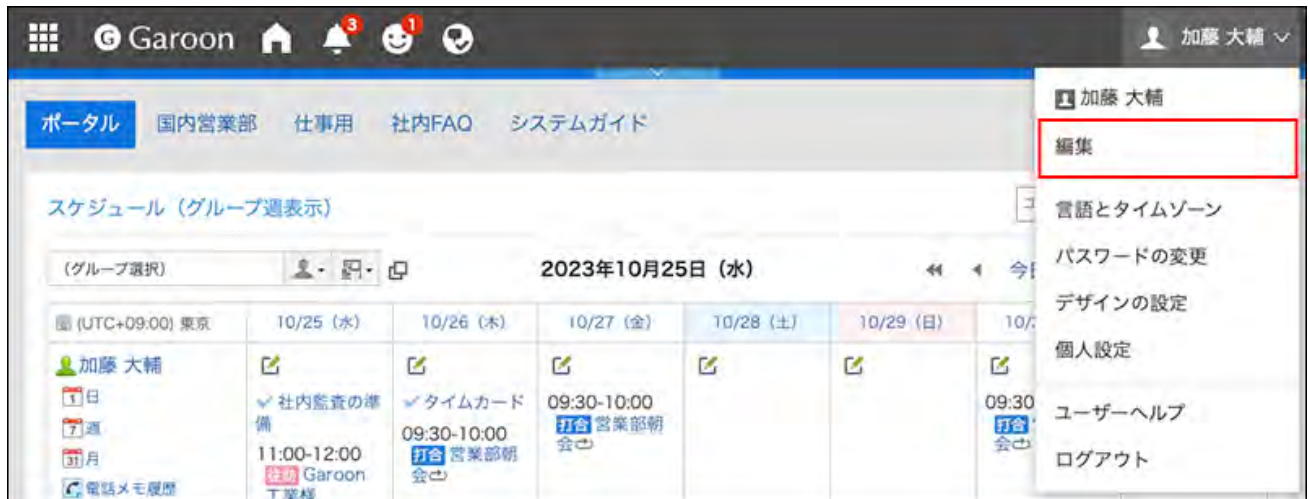 Garoon 3 1 加藤 大輔
加藤 大輔
編集
言語とタイムゾーン
パスワードの変更
デザインの設定
個人設定
ユーザーヘルプ
ログアウト
ポータル 国内営業部 仕事用 社内FAQ システムガイド
スケジュール（グループ週表示）
(グループ選択) 2023年10月25日（水） 今
(UTC+09:00) 東京 10/25（水） 10/26（木） 10/27（金） 10/28（土） 10/29（日） 10/
加藤 大輔
日
週
月
電話メモ履歴
社内監査の準
備
11:00-12:00
往訪 Garoon
工業様
タイムカード
09:30-10:00
打合 営業部朝
会
09:30-10:00
打合 営業部朝
会
09:30
打合
会